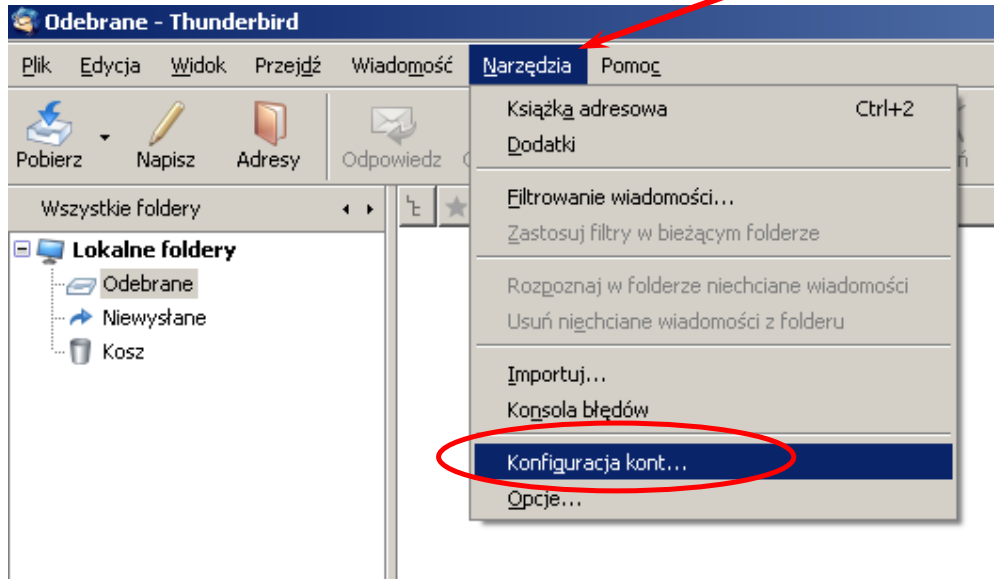 Odebrane - Thunderbird
Plik Edycja Widok Przejdź Wiadomość Narzędzia Pomoc
Pobierz Napisz Adresy Odpowiedz
Książka adresowa Ctrl+2
Dodatki
Filtrowanie wiadomości...
Zastosuj filtry w bieżącym folderze
Rozpoznaj w folderze niechciane wiadomości
Usuń niechciane wiadomości z folderu
Importuj...
Konsola błędów
Konfiguracja kont...
Opcje...
Wszystkie foldery
Lokalne foldery
Odebrane
Niewysłane
Kosz